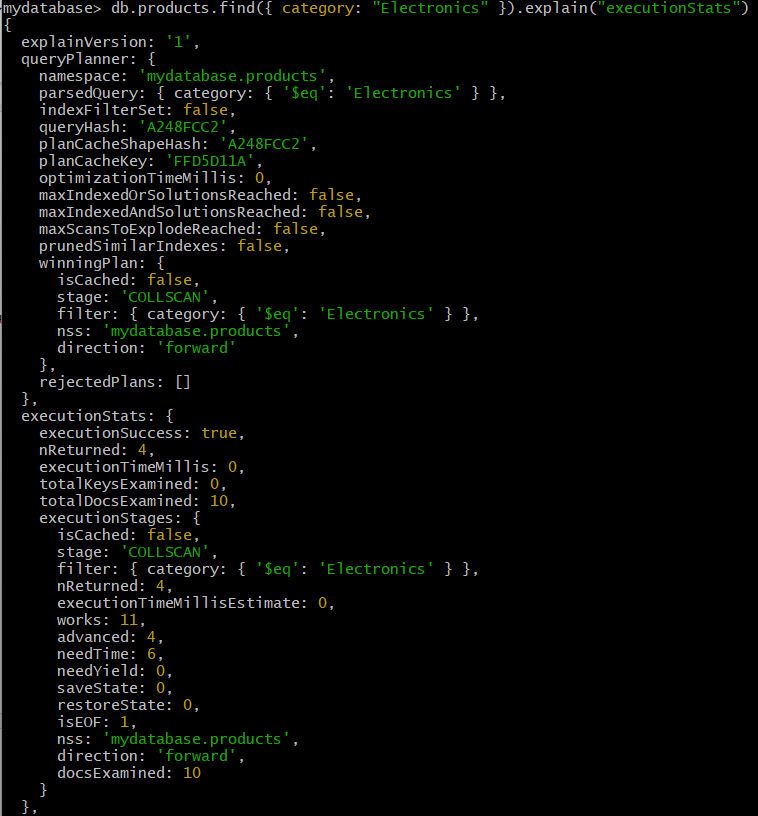 mydatabase> db.products.find({ category: "Electronics" }).explain("executionStats")
{
  explainVersion: '1',
  queryPlanner: {
    namespace: 'mydatabase.products',
    parsedQuery: { category: { '$eq': 'Electronics' } },
    indexFilterSet: false,
    queryHash: 'A248FCC2',
    planCacheShapeHash: 'A248FCC2',
    planCacheKey: 'FFD5D11A',
    optimizationTimeMillis: 0,
    maxIndexedOrSolutionsReached: false,
    maxIndexedAndSolutionsReached: false,
    maxScansToExplodeReached: false,
    prunedSimilarIndexes: false,
    winningPlan: {
      isCached: false,
      stage: 'COLLSCAN',
      filter: { category: { '$eq': 'Electronics' } },
      nss: 'mydatabase.products',
      direction: 'forward'
    },
    rejectedPlans: []
  },
  executionStats: {
    executionSuccess: true,
    nReturned: 4,
    executionTimeMillis: 0,
    totalKeysExamined: 0,
    totalDocsExamined: 10,
    executionStages: {
      isCached: false,
      stage: 'COLLSCAN',
      filter: { category: { '$eq': 'Electronics' } },
      nReturned: 4,
      executionTimeMillisEstimate: 0,
      works: 11,
      advanced: 4,
      needTime: 6,
      needYield: 0,
      saveState: 0,
      restoreState: 0,
      isEOF: 1,
      nss: 'mydatabase.products',
      direction: 'forward',
      docsExamined: 10
    }
  },